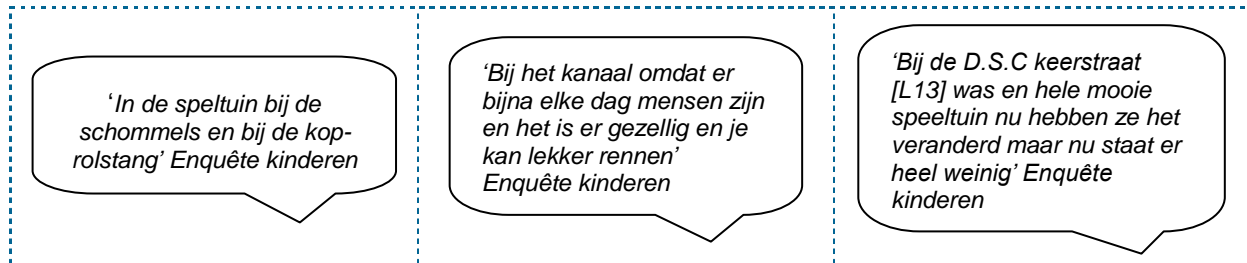 ‘In de speltuin bij de
schommels en bij de kop-
rolstang’ Enquête kinderen
‘Bij het kanaal omdat er
bijna elke dag mensen zijn
en het is er gezellig en je
kan lekker rennen’
Enquête kinderen
‘Bij de D.S.C keerstraat
[L13] was en hele mooie
speeltuin nu hebben ze het
veranderd maar nu staat er
heel weinig’ Enquête
kinderen